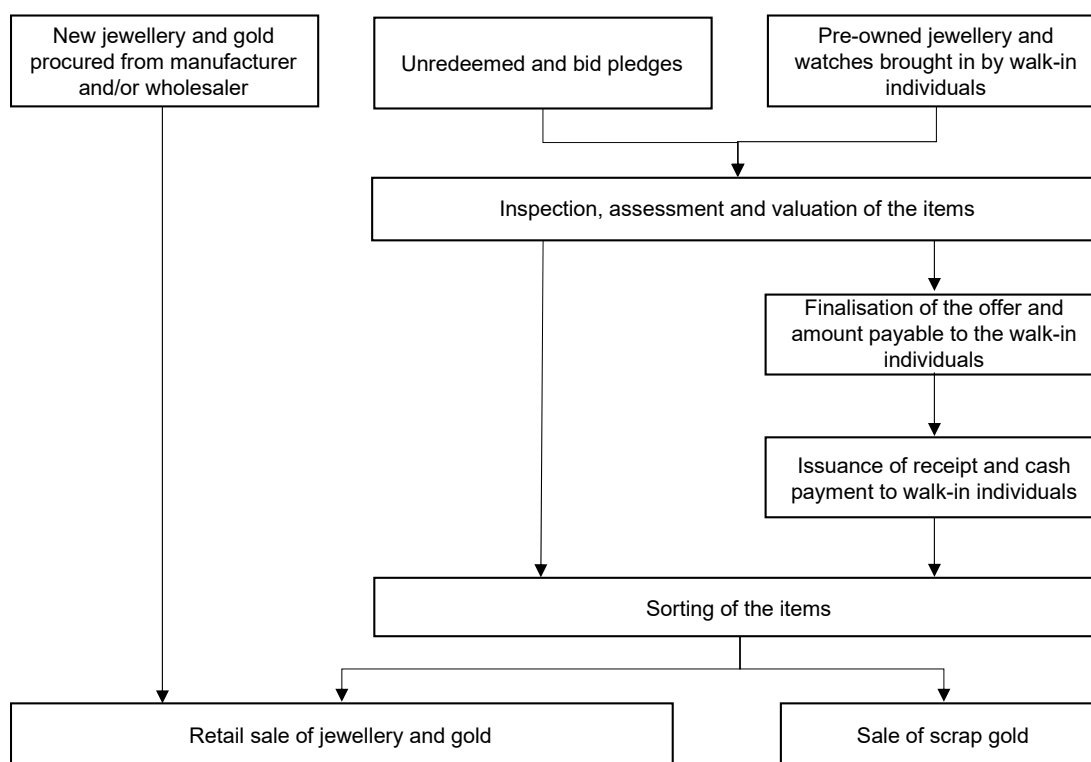 New jewellery and gold
procured from manufacturer
and/or wholesaler
Unredeemed and bid pledges
Pre-owned jewellery and
watches brought in by walk-in
individuals
Inspection, assessment and valuation of the items
Finalisation of the offer and
amount payable to the walk-in
individuals
Issuance of receipt and cash
payment to walk-in individuals
Sorting of the items
Retail sale of jewellery and gold
Sale of scrap gold